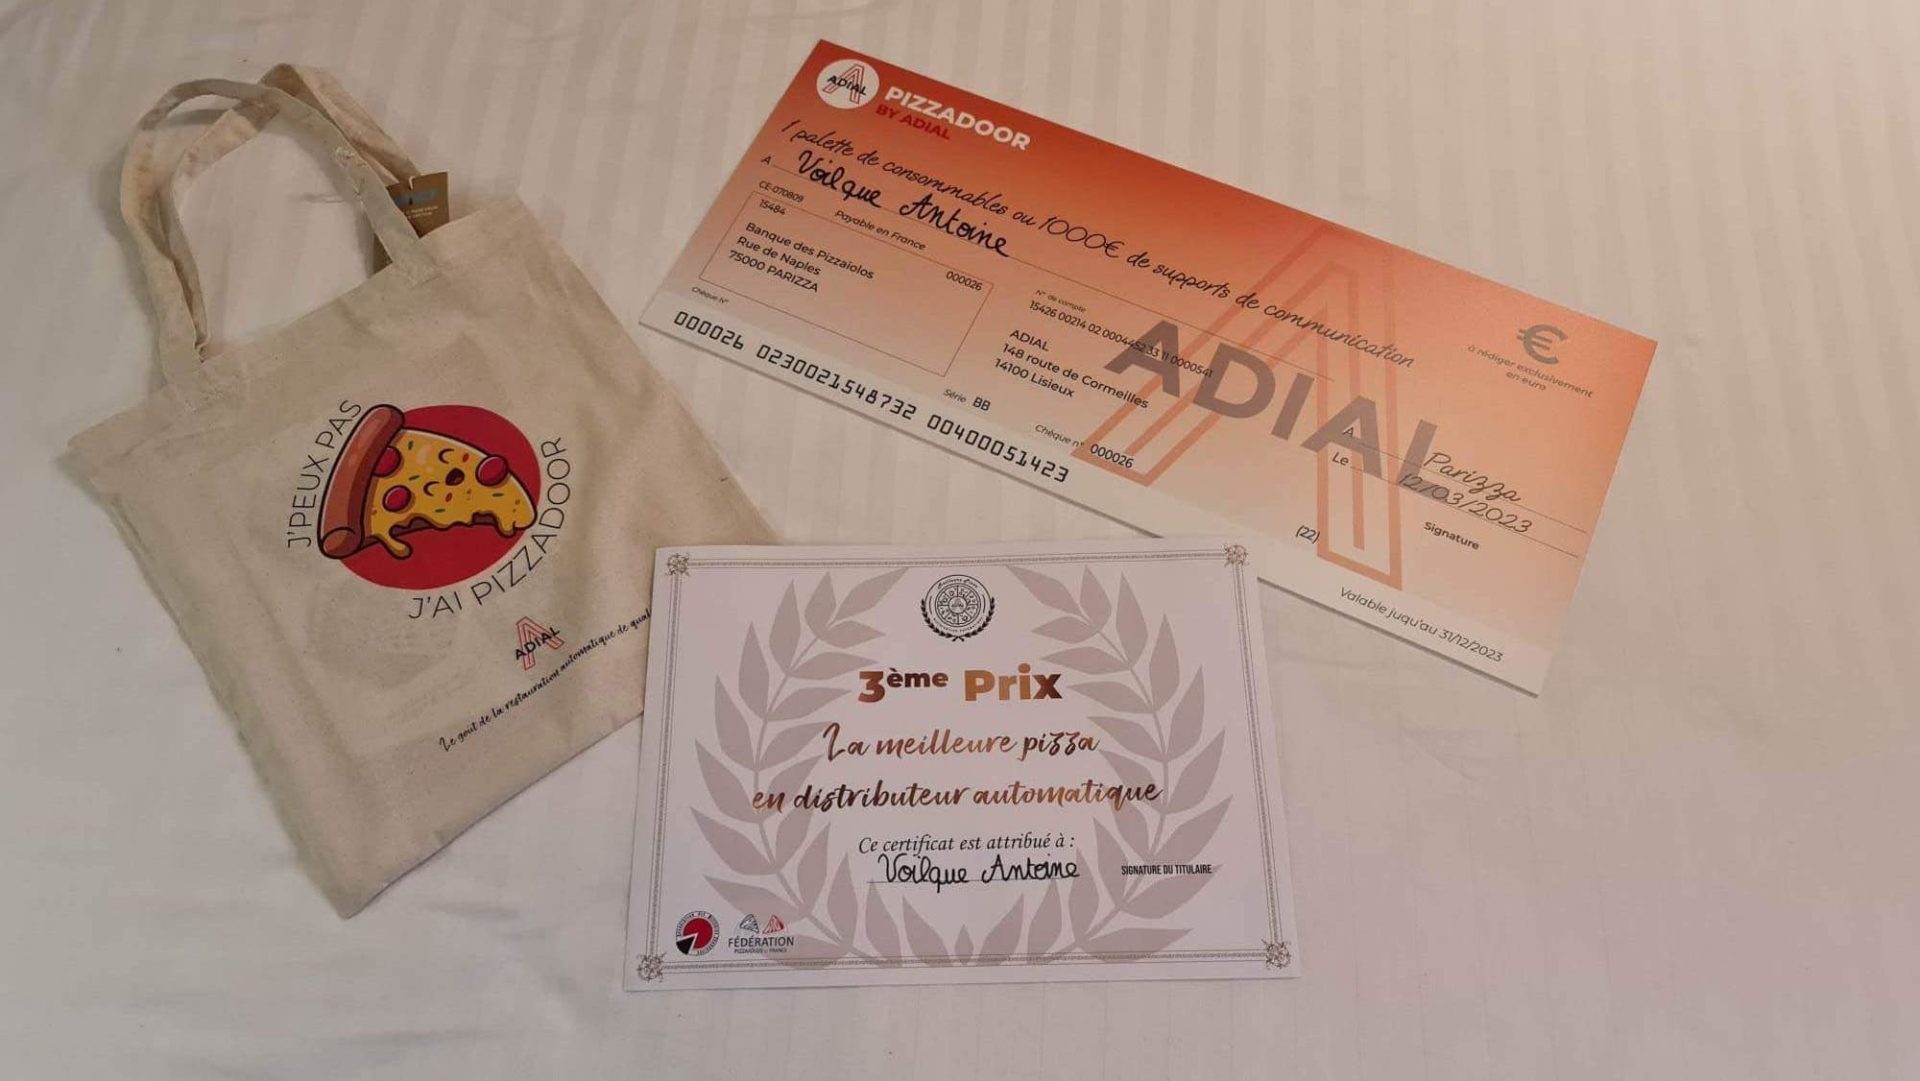 J'PEUX PAS
J'AI PIZZADOOR
ADIAL
Le goût de la restauration automatique de qual
ADIAL
PIZZADOOR
BY ADIAL
1 palette de consommables ou 1000€ de supports de communication
A Voilque Antoine
CE-070809
15484
Payable en France
000026
Banque des Pizzaïolos
Rue de Naples
75000 PARIZZA
N° de compte
15426 00214 02 0004452 33 11 0000541
ADIAL
148 route de Cormeilles
14100 Lisieux
€
à rédiger exclusivement
en euro
ADIAL
Chèque N°
Série BB
Chèque n° 000026
000026 0230021548732 00400051423
A Parizza
Le 12/03/2023
Signature
(22)
Valable juqu'au 31/12/2023
3ème Prix
La meilleure pizza
en distributeur automatique
Ce certificat est attribué à :
Voilque Antoine
SIGNATURE DU TITULAIRE
FÉDÉRATION
PIZZAIOLOS DE FRANCE